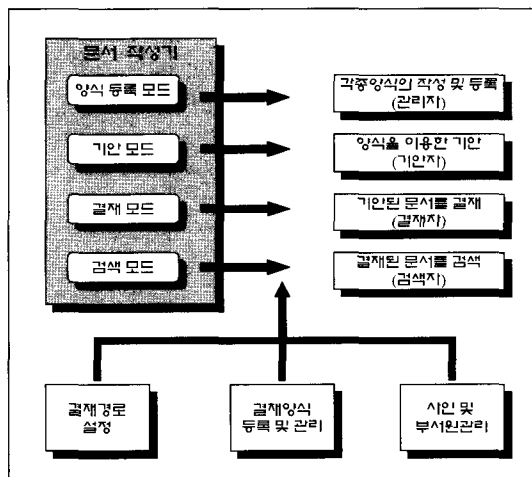 문서 작성기
양식 등록 모드
각종양식의 작성 및 등록
(관리자)
기안 모드
양식을 이용한 기안
(기안자)
결재 모드
기안된 문서를 결재
(결재자)
검색 모드
결재된 문서를 검색
(검색자)
결재경로
설정
결재양식
등록 및 관리
사인 및
부서원관리